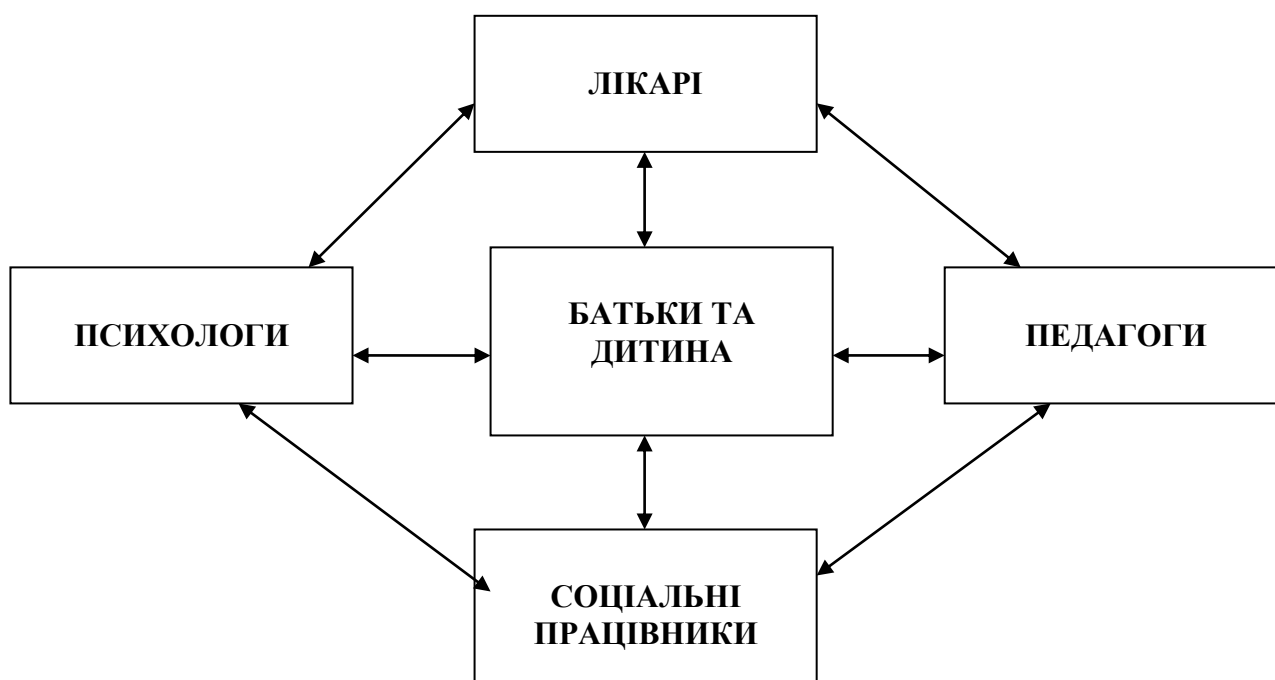 ЛІКАРІ
ПСИХОЛОГИ
БАТЬКИ ТА
ДИТИНА
ПЕДАГОГИ
СОЦІАЛЬНІ
ПРАЦІВНИКИ